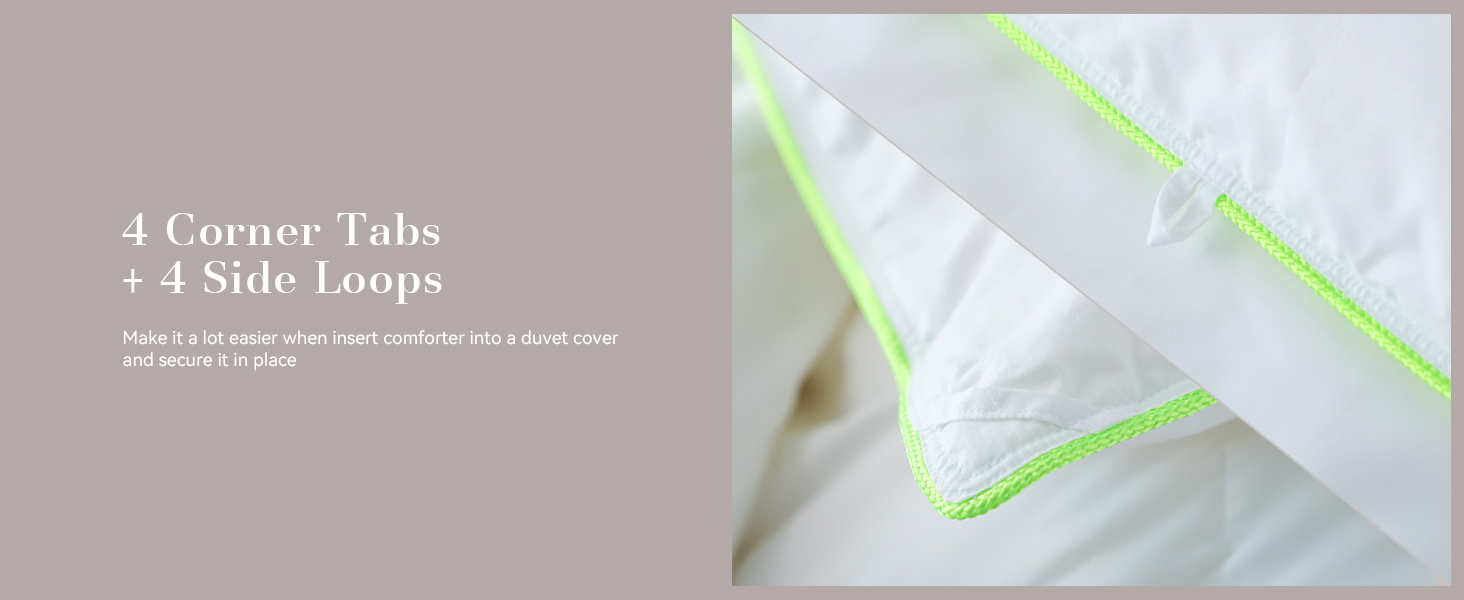 4 Corner Tabs
+ 4 Side Loops
Make it a lot easier when insert comforter into a duvet cover
and secure it in place